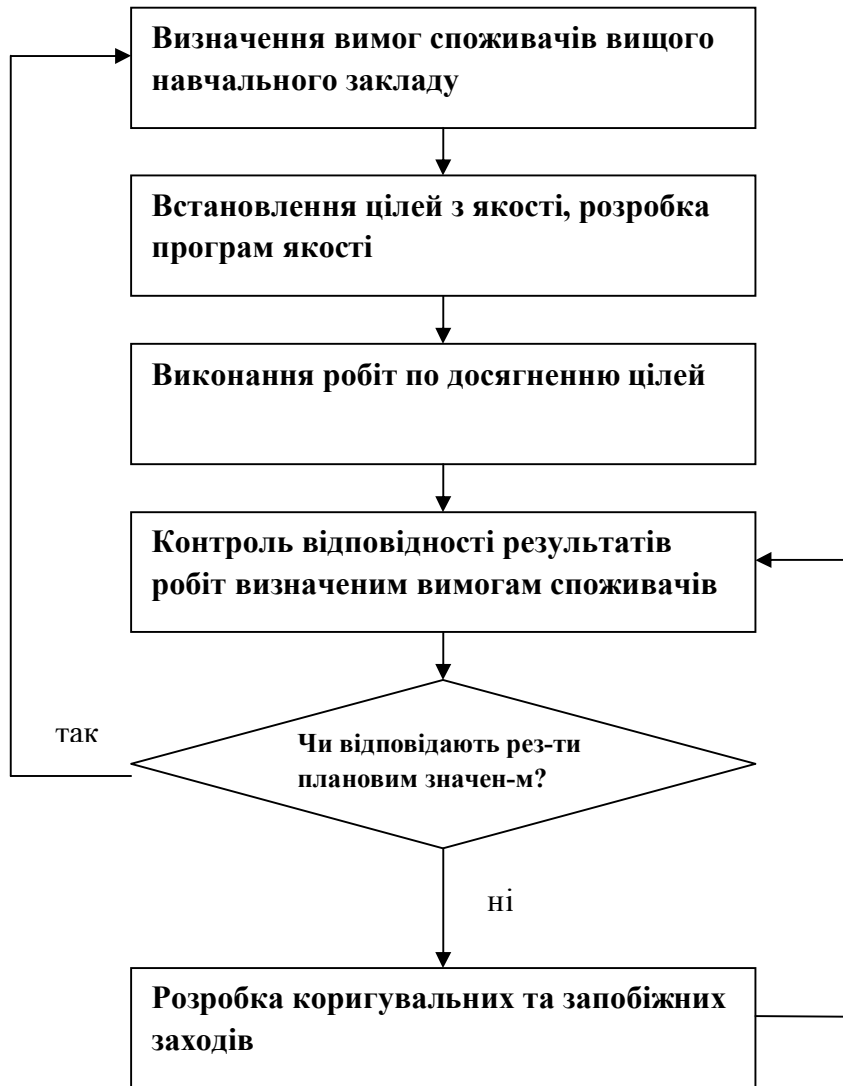 Визначення вимог споживачів вищого
навчального закладу
Встановлення цілей з якості, розробка
програм якості
Виконання робіт по досягненню цілей
Контроль відповідності результатів
робіт визначеним вимогам споживачів
так
Чи відповідають рез-ти
плановим значен-м?
ні
Розробка коригувальних та запобіжних
заходів